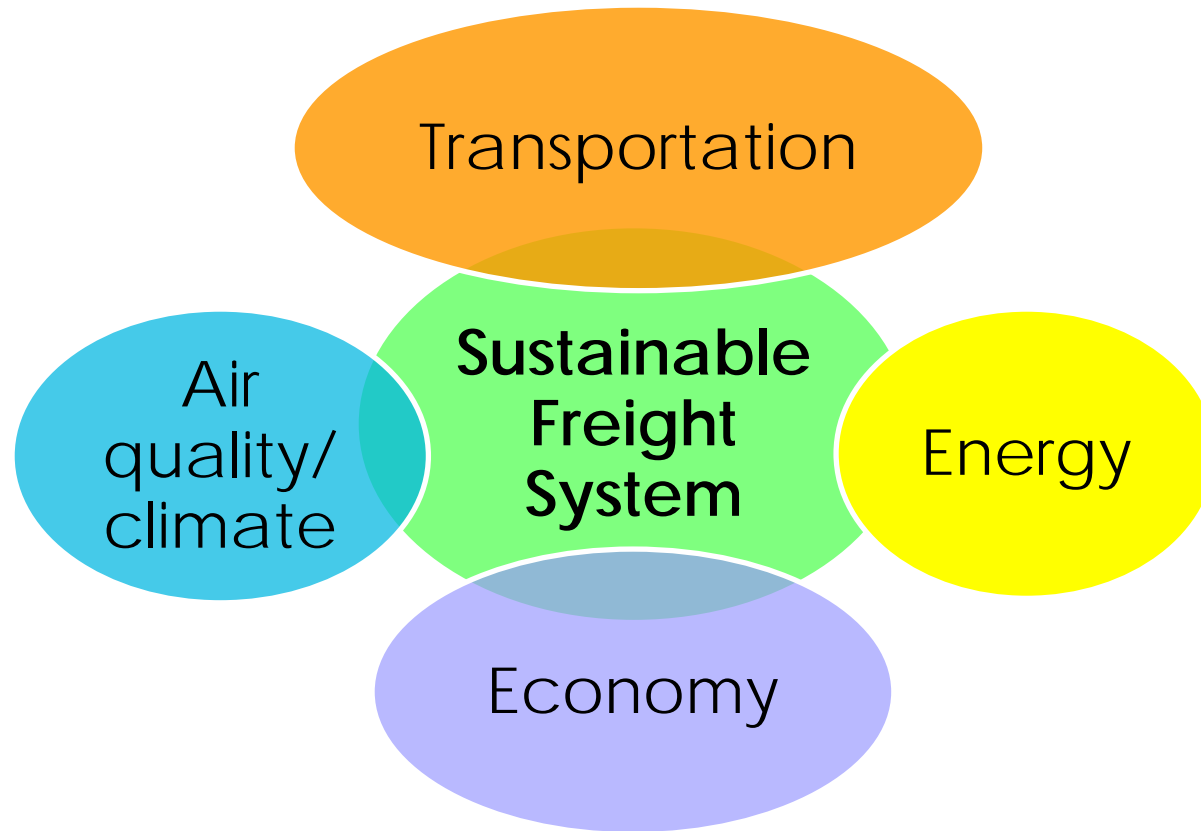 Transportation
Sustainable
Freight
System
Air
quality/
climate
Energy
Economy